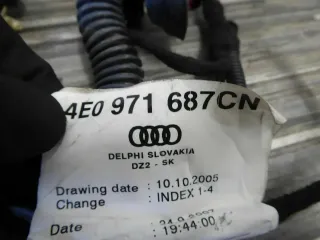 4E0 971 687CN
DELPHI SLOVAKIA
DZ2 - SK
Drawing date : 10.10.2005
Change : INDEX 1-4
Date :
19:44:00